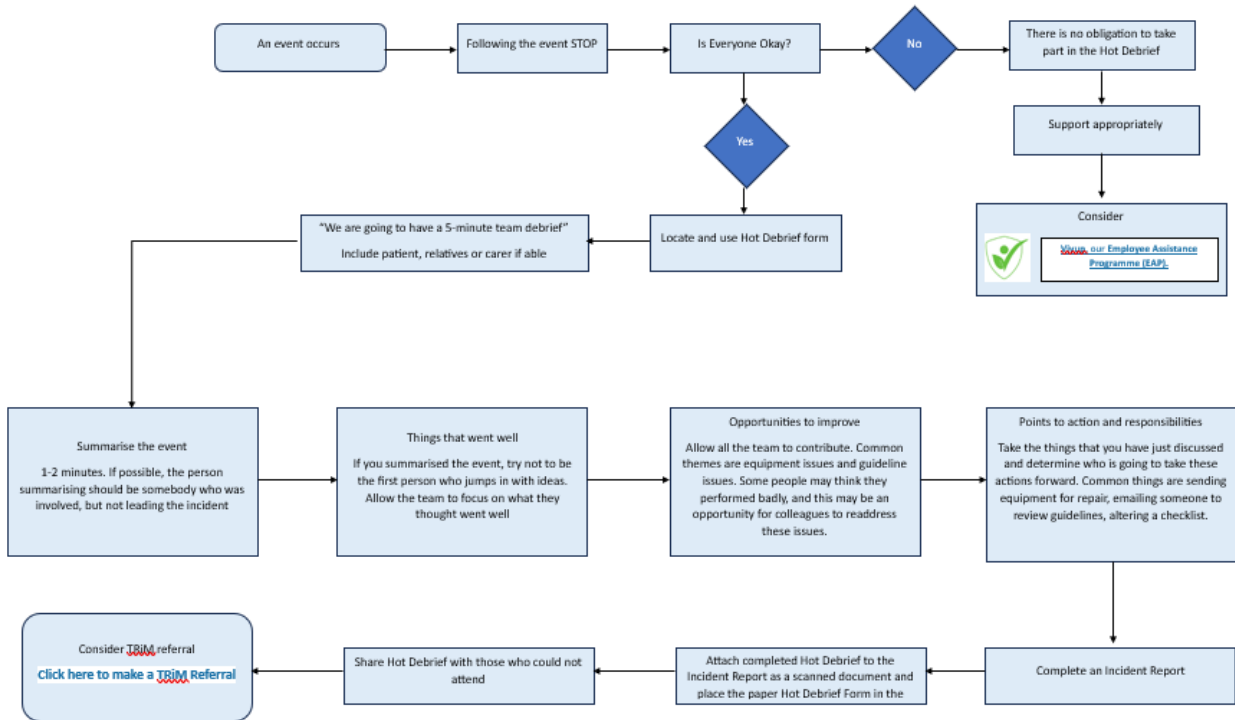 An event occurs
Following the event STOP
Is Everyone Okay?
No
There is no obligation to take
part in the Hot Debrief
Support appropriately
Yes
Consider
Vivup, our Employee Assistance
Programme (EAP).
"We are going to have a 5-minute team debrief"
Include patient, relatives or carer if able
Locate and use Hot Debrief form
Summarise the event
1-2 minutes. If possible, the person
summarising should be somebody who was
involved, but not leading the incident
Things that went well
If you summarised the event, try not to be
the first person who jumps in with ideas.
Allow the team to focus on what they
thought went well
Opportunities to improve
Allow all the team to contribute. Common
themes are equipment issues and guideline
issues. Some people may think they
performed badly, and this may be an
opportunity for colleagues to readdress
these issues.
Points to action and responsibilities
Take the things that you have just discussed
and determine who is going to take these
actions forward. Common things are sending
equipment for repair, emailing someone to
review guidelines, altering a checklist.
Consider TRiM referral
Click here to make a TRiM Referral
Share Hot Debrief with those who could not
attend
Attach completed Hot Debrief to the
Incident Report as a scanned document and
place the paper Hot Debrief Form in the
Complete an Incident Report